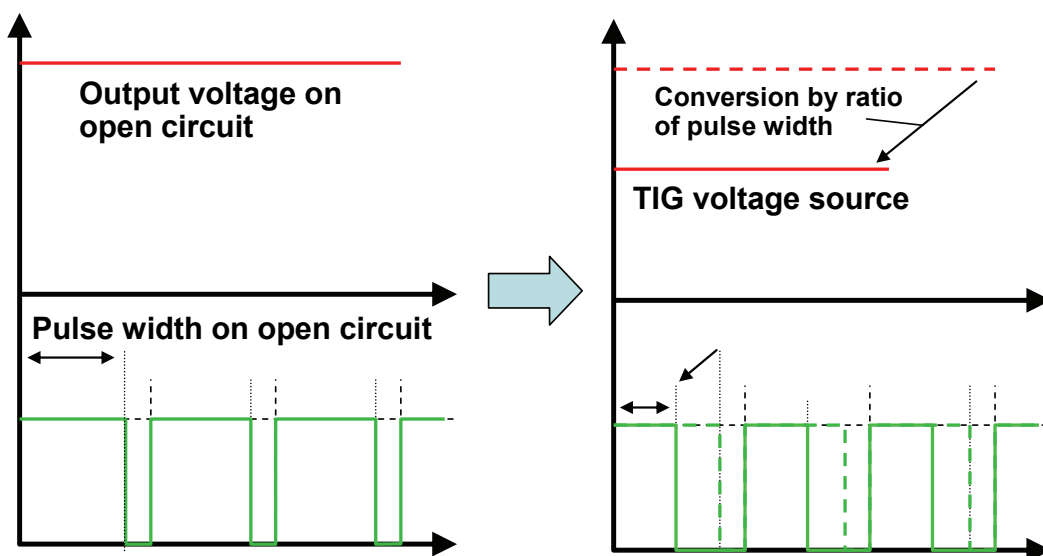 Output voltage on
open circuit
Pulse width on open circuit
Conversion by ratio
of pulse width
TIG voltage source